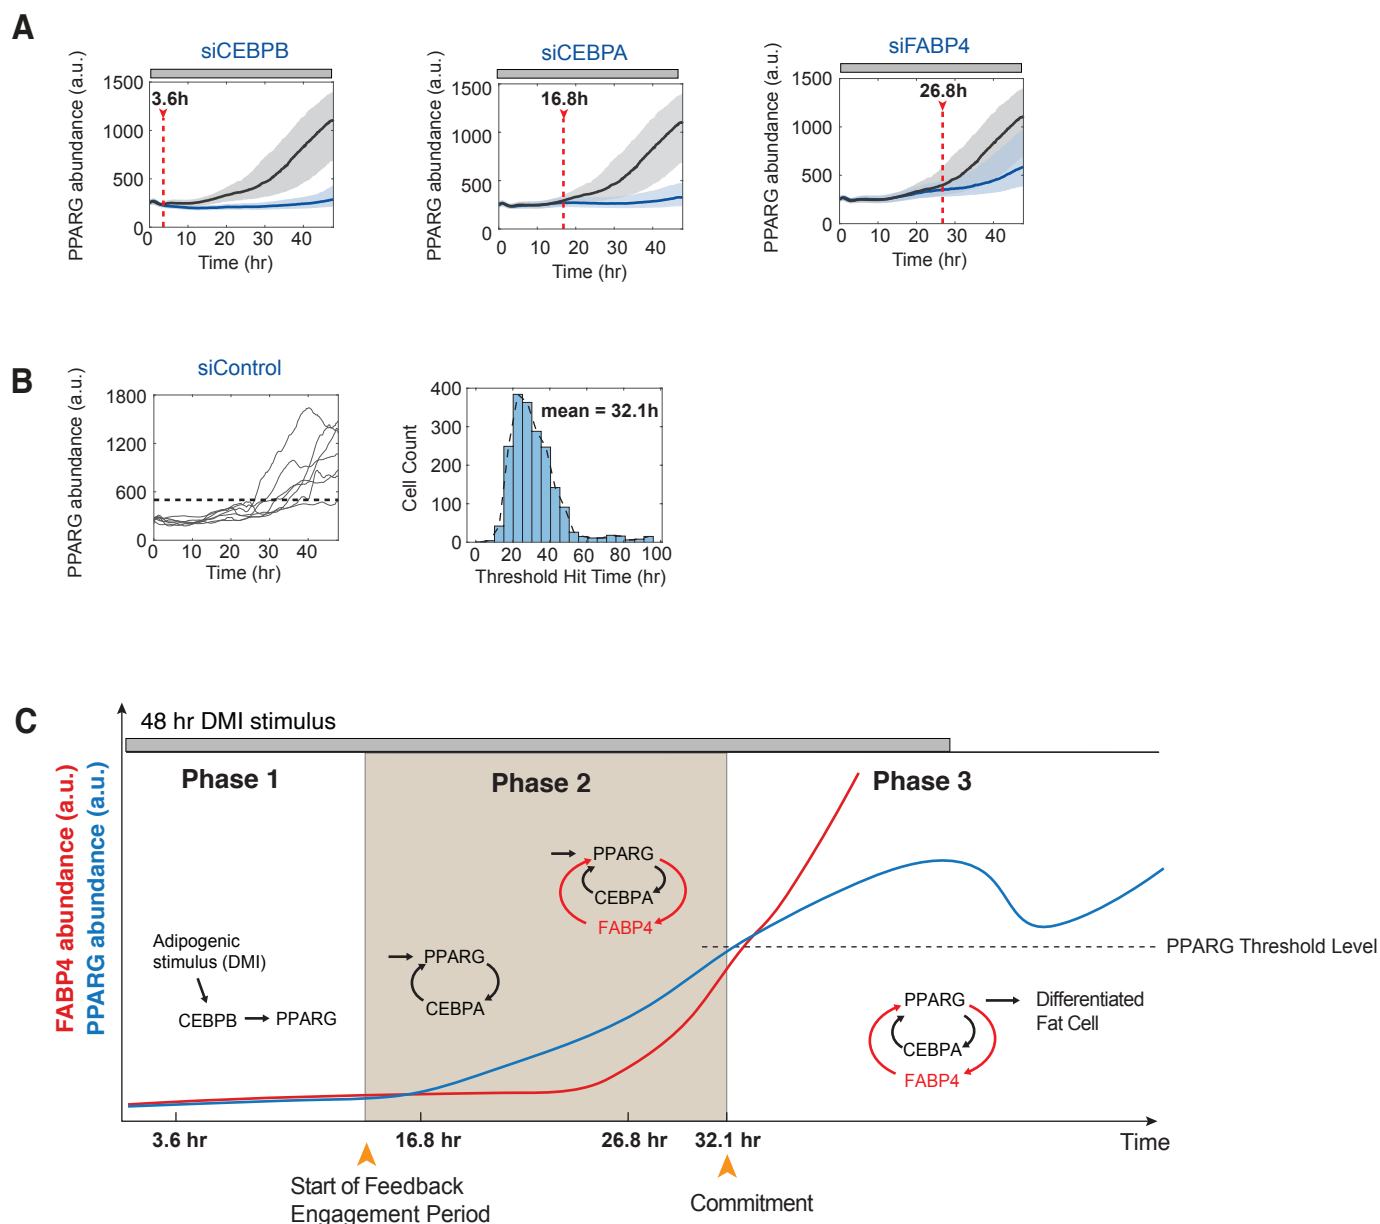 A
siCEBPB
PPARG abundance (a.u.)
1500
1000
500
0
3.6h
0 10 20 30 40
Time (hr)
siCEBPA
PPARG abundance (a.u.)
1500
1000
500
0
16.8h
0 10 20 30 40
Time (hr)
siFABP4
PPARG abundance (a.u.)
1500
1000
500
0
26.8h
0 10 20 30 40
Time (hr)
B
siControl
PPARG abundance (a.u.)
1800
1200
600
0
0 10 20 30 40
Time (hr)
Cell Count
400
300
200
100
0
mean = 32.1h
0 20 40 60 80 100
Threshold Hit Time (hr)
C
48 hr DMI stimulus
FABP4 abundance (a.u.)
PPARG abundance (a.u.)
Phase 1
Phase 2
Phase 3
Adipogenic
stimulus (DMI)
CEBPB
PPARG
PPARG
CEBPA
PPARG
CEBPA
FABP4
PPARG Threshold Level
PPARG
CEBPA
FABP4
Differentiated
Fat Cell
3.6 hr
16.8 hr
26.8 hr
32.1 hr
Time
Start of Feedback
Engagement Period
Commitment